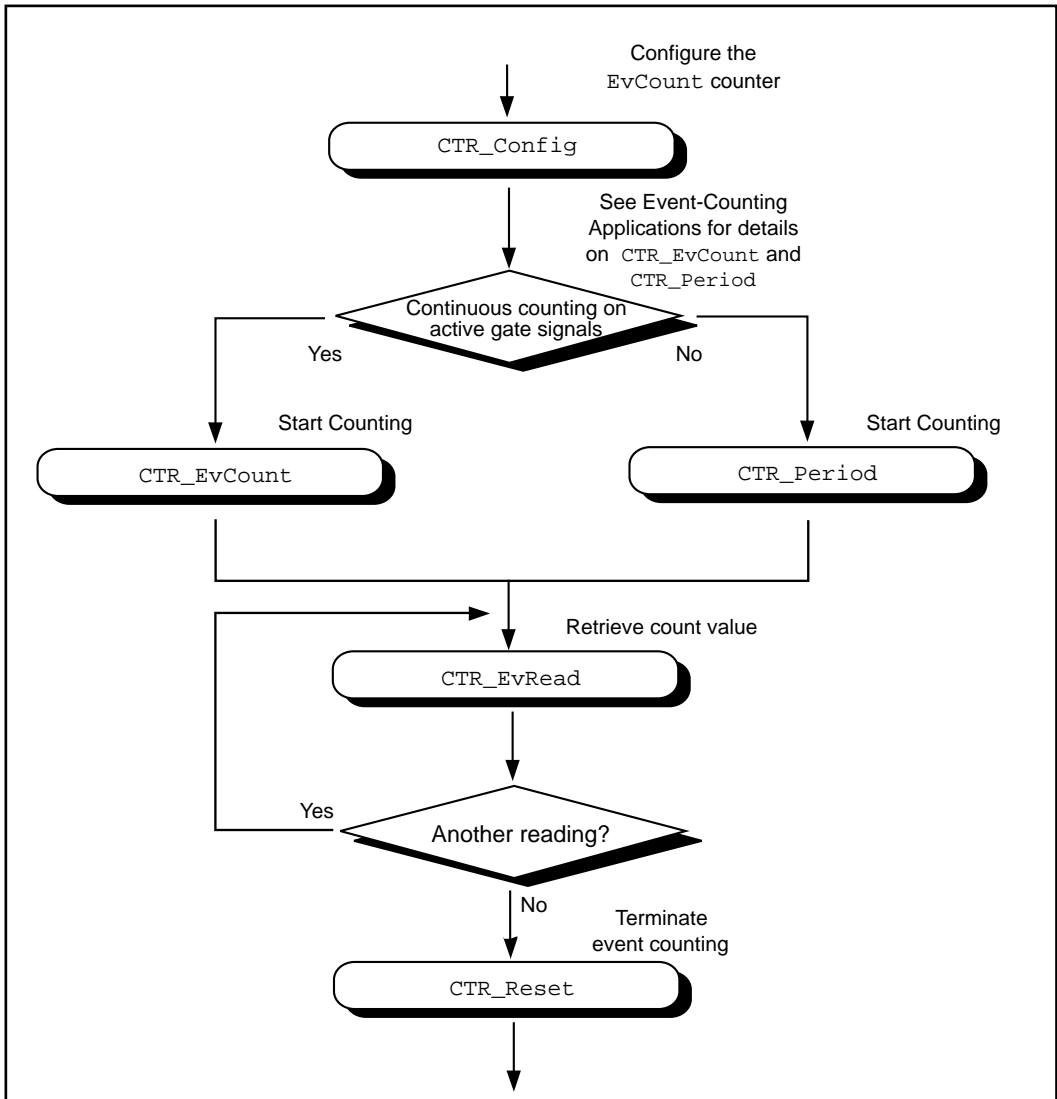 Configure the
EvCount counter
CTR_Config
See Event-Counting
Applications for details
on CTR_EvCount and
CTR_Period
Continuous counting on
active gate signals
Yes
No
Start Counting
Start Counting
CTR_EvCount
CTR_Period
Retrieve count value
CTR_EvRead
Yes
Another reading?
No
Terminate
event counting
CTR_Reset